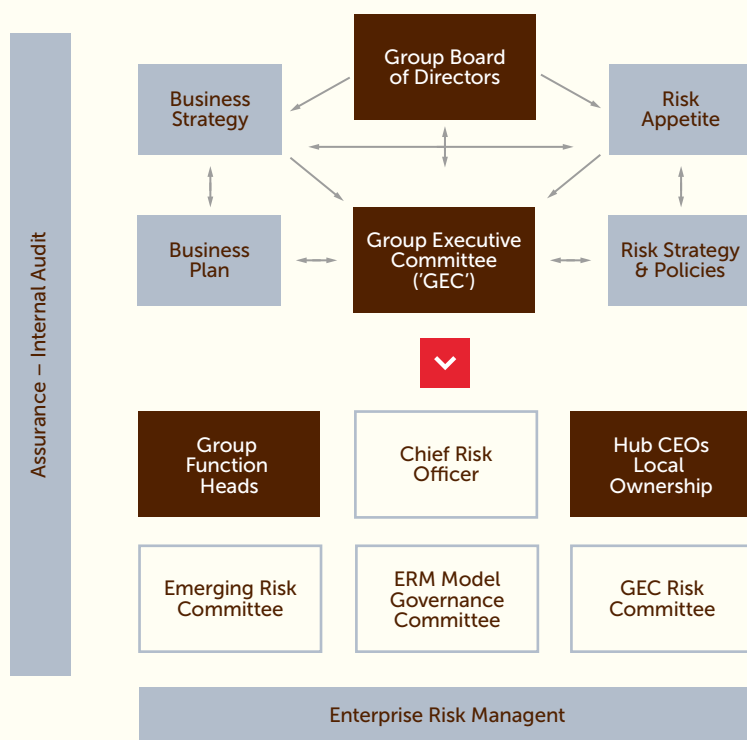 Assurance – Internal Audit
Group Board
of Directors
Business
Strategy
Risk
Appetite
Business
Plan
Group Executive
Committee
('GEC')
Risk Strategy
& Policies
Group
Function
Heads
Chief Risk
Officer
Hub CEOs
Local
Ownership
Emerging Risk
Committee
ERM Model
Governance
Committee
GEC Risk
Committee
Enterprise Risk Managent